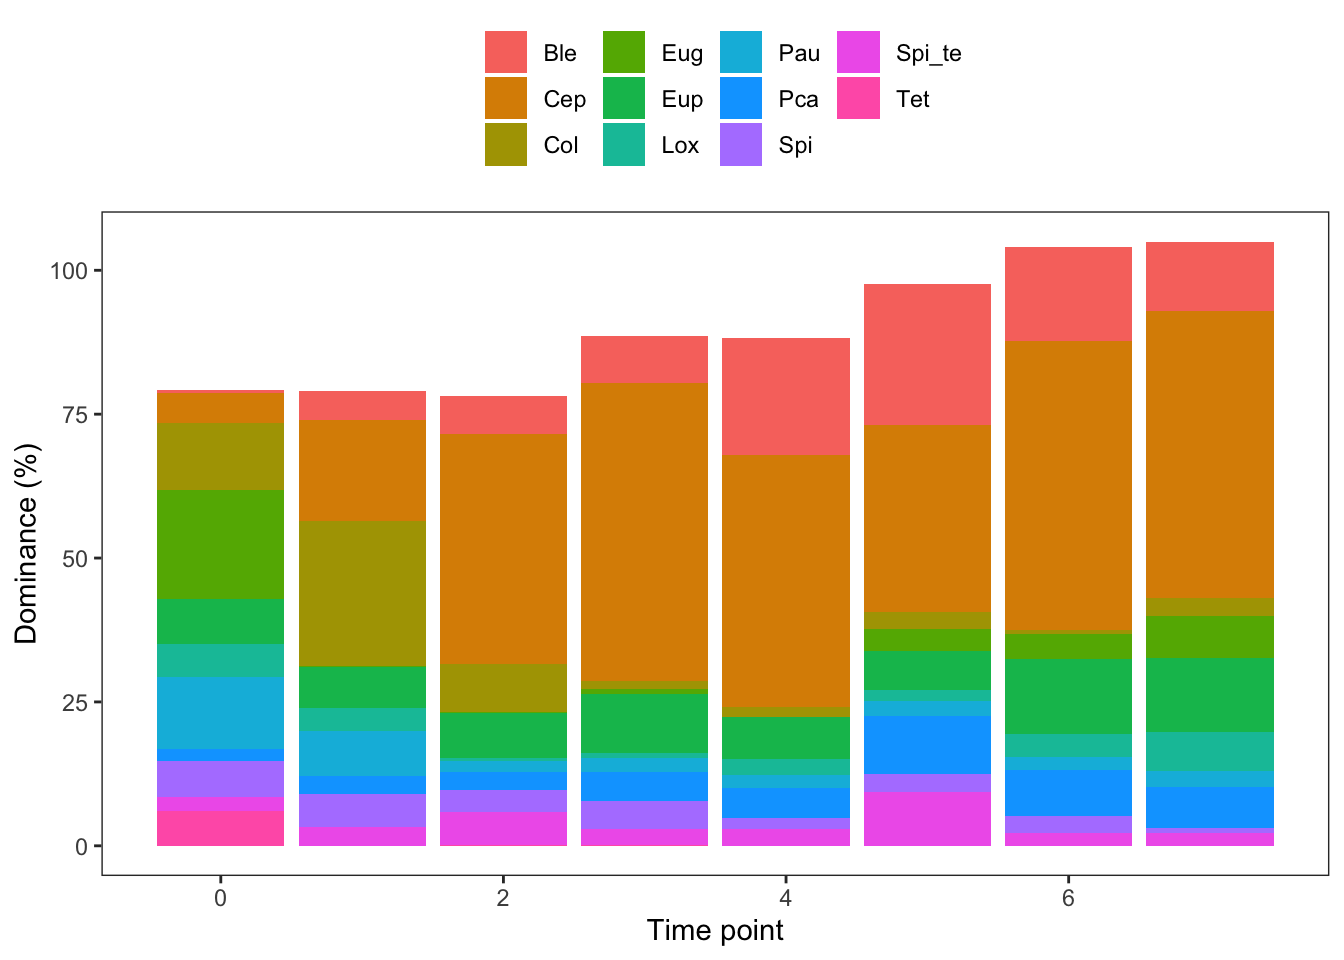 Ble Eug Pau Spi_te
Cep Eup Pca Tet
Col Lox Spi
100
75
50
25
0
Dominance (%)
0 2 4 6
Time point